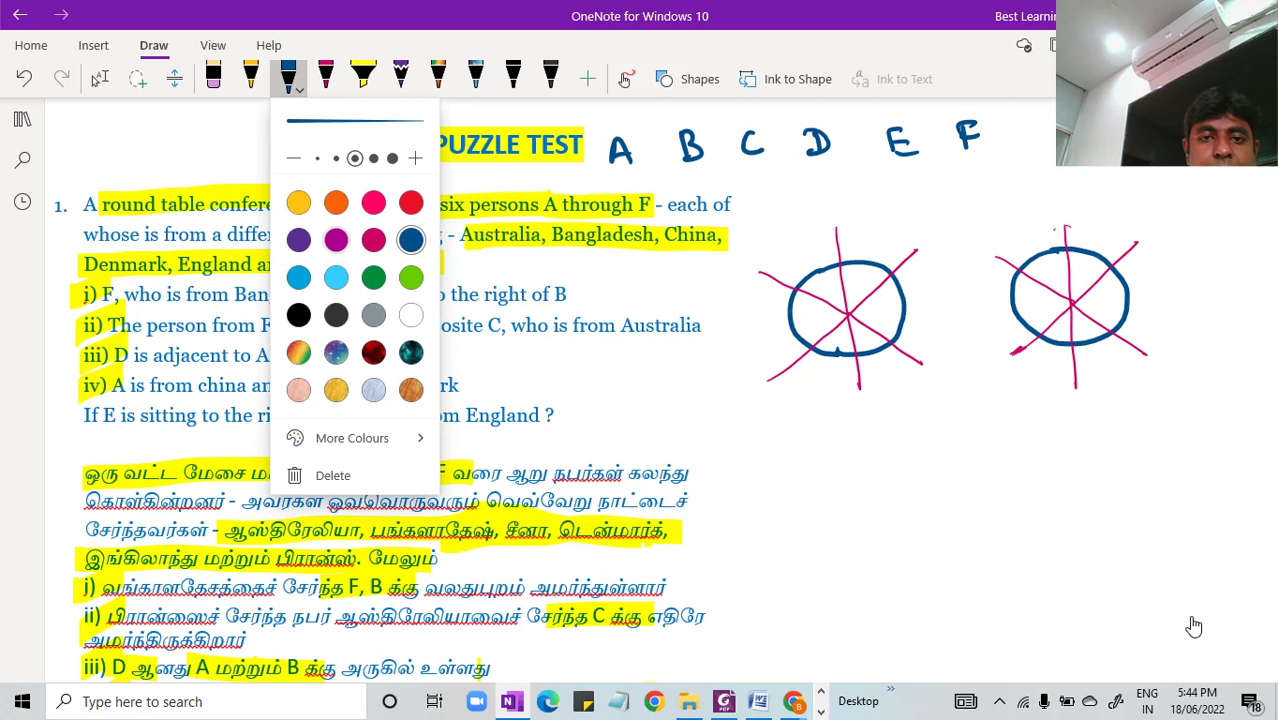 OneNote for Windows 10
Best Learnin
Home Insert Draw View Help
Shapes Ink to Shape Ink to Text
PUZZLE TEST A B C D E F
1. A round table confere six persons A through F - each of
whose is from a differ g - Australia, Bangladesh, China,
Denmark, England a
i) F, who is from Ban o the right of B
ii) The person from F osite C, who is from Australia
iii) D is adjacent to A
iv) A is from china an rk
If E is sitting to the ri om England ?
More Colours
Delete
ஒரு வட்ட மேசை ம F வரை ஆறு நபர்கள் கலந்து
கொள்கின்றனர் - அவர்கள் ஒவ்வொருவரும் வெவ்வேறு நாட்டைச்
சேர்ந்தவர்கள் - ஆஸ்திரேலியா, பங்களாதேஷ், சீனா, டென்மார்க்,
இங்கிலாந்து மற்றும் பிரான்ஸ். மேலும்
i) வங்காளதேசத்தைச் சேர்ந்த F, B க்கு வலதுபுறம் அமர்ந்துள்ளார்
ii) பிரான்ஸைச் சேர்ந்த நபர் ஆஸ்திரேலியாவைச் சேர்ந்த C க்கு எதிரே
அமர்ந்திருக்கிறார்
iii) D ஆனது A மற்றும் B க்கு அருகில் உள்ளது
Type here to search
Desktop
ENG
IN
5:44 PM
18/06/2022
18